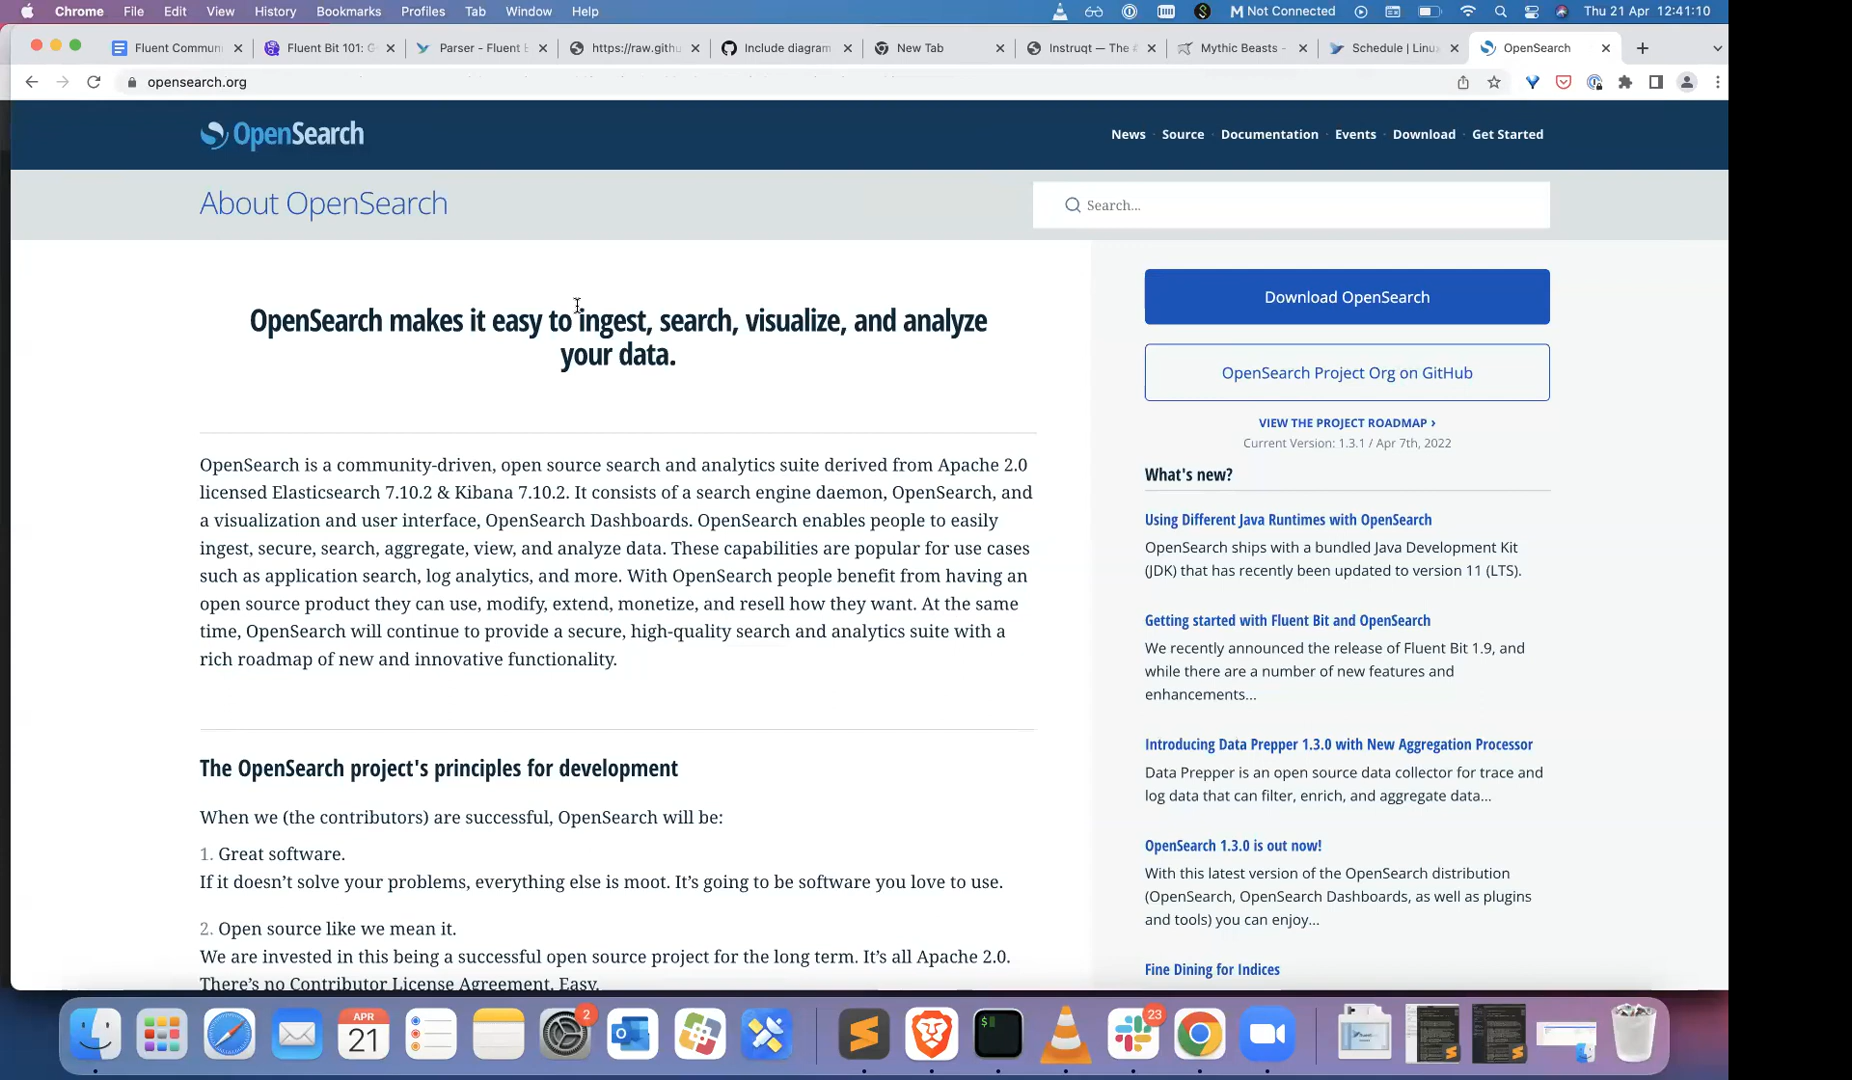 Chrome File Edit View History Bookmarks Profiles Tab Window Help
Not Connected
Thu 21 Apr 12:41:10
Fluent Commun
Fluent Bit 101: G
Parser - Fluent
https://raw.githu
Include diagram
New Tab
Instruqt — The
Mythic Beasts -
Schedule | Linux
OpenSearch
opensearch.org
OpenSearch
News · Source · Documentation · Events · Download · Get Started
About OpenSearch
Search...
OpenSearch makes it easy to ingest, search, visualize, and analyze
your data.
OpenSearch is a community-driven, open source search and analytics suite derived from Apache 2.0
licensed Elasticsearch 7.10.2 & Kibana 7.10.2. It consists of a search engine daemon, OpenSearch, and
a visualization and user interface, OpenSearch Dashboards. OpenSearch enables people to easily
ingest, secure, search, aggregate, view, and analyze data. These capabilities are popular for use cases
such as application search, log analytics, and more. With OpenSearch people benefit from having an
open source product they can use, modify, extend, monetize, and resell how they want. At the same
time, OpenSearch will continue to provide a secure, high-quality search and analytics suite with a
rich roadmap of new and innovative functionality.
The OpenSearch project's principles for development
When we (the contributors) are successful, OpenSearch will be:
1. Great software.
If it doesn’t solve your problems, everything else is moot. It’s going to be software you love to use.
2. Open source like we mean it.
We are invested in this being a successful open source project for the long term. It’s all Apache 2.0.
There’s no Contributor License Agreement. Easy.
Download OpenSearch
OpenSearch Project Org on GitHub
VIEW THE PROJECT ROADMAP ›
Current Version: 1.3.1 / Apr 7th, 2022
What's new?
Using Different Java Runtimes with OpenSearch
OpenSearch ships with a bundled Java Development Kit
(JDK) that has recently been updated to version 11 (LTS).
Getting started with Fluent Bit and OpenSearch
We recently announced the release of Fluent Bit 1.9, and
while there are a number of new features and
enhancements...
Introducing Data Prepper 1.3.0 with New Aggregation Processor
Data Prepper is an open source data collector for trace and
log data that can filter, enrich, and aggregate data...
OpenSearch 1.3.0 is out now!
With this latest version of the OpenSearch distribution
(OpenSearch, OpenSearch Dashboards, as well as plugins
and tools) you can enjoy...
Fine Dining for Indices
APR
21
2
23